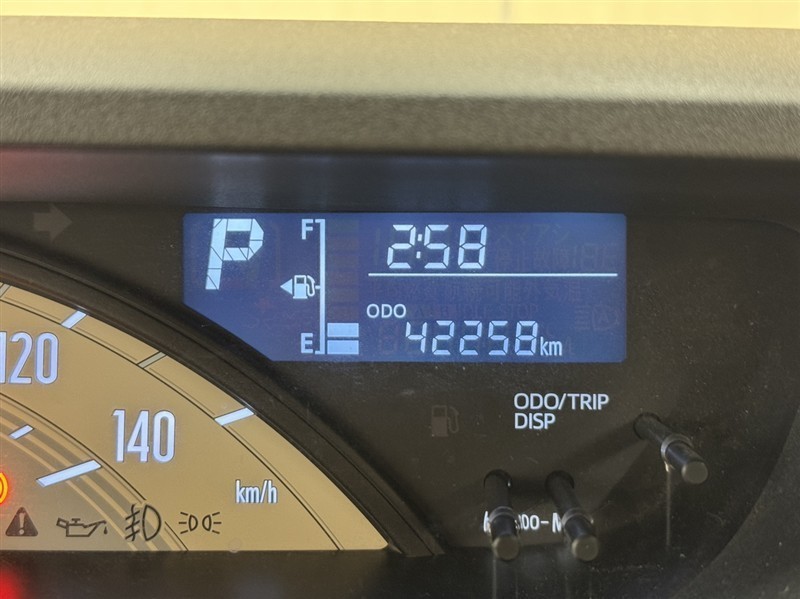 P
F
2:58
ODO
E
42258km
120
140
km/h
ODO/TRIP
DISP